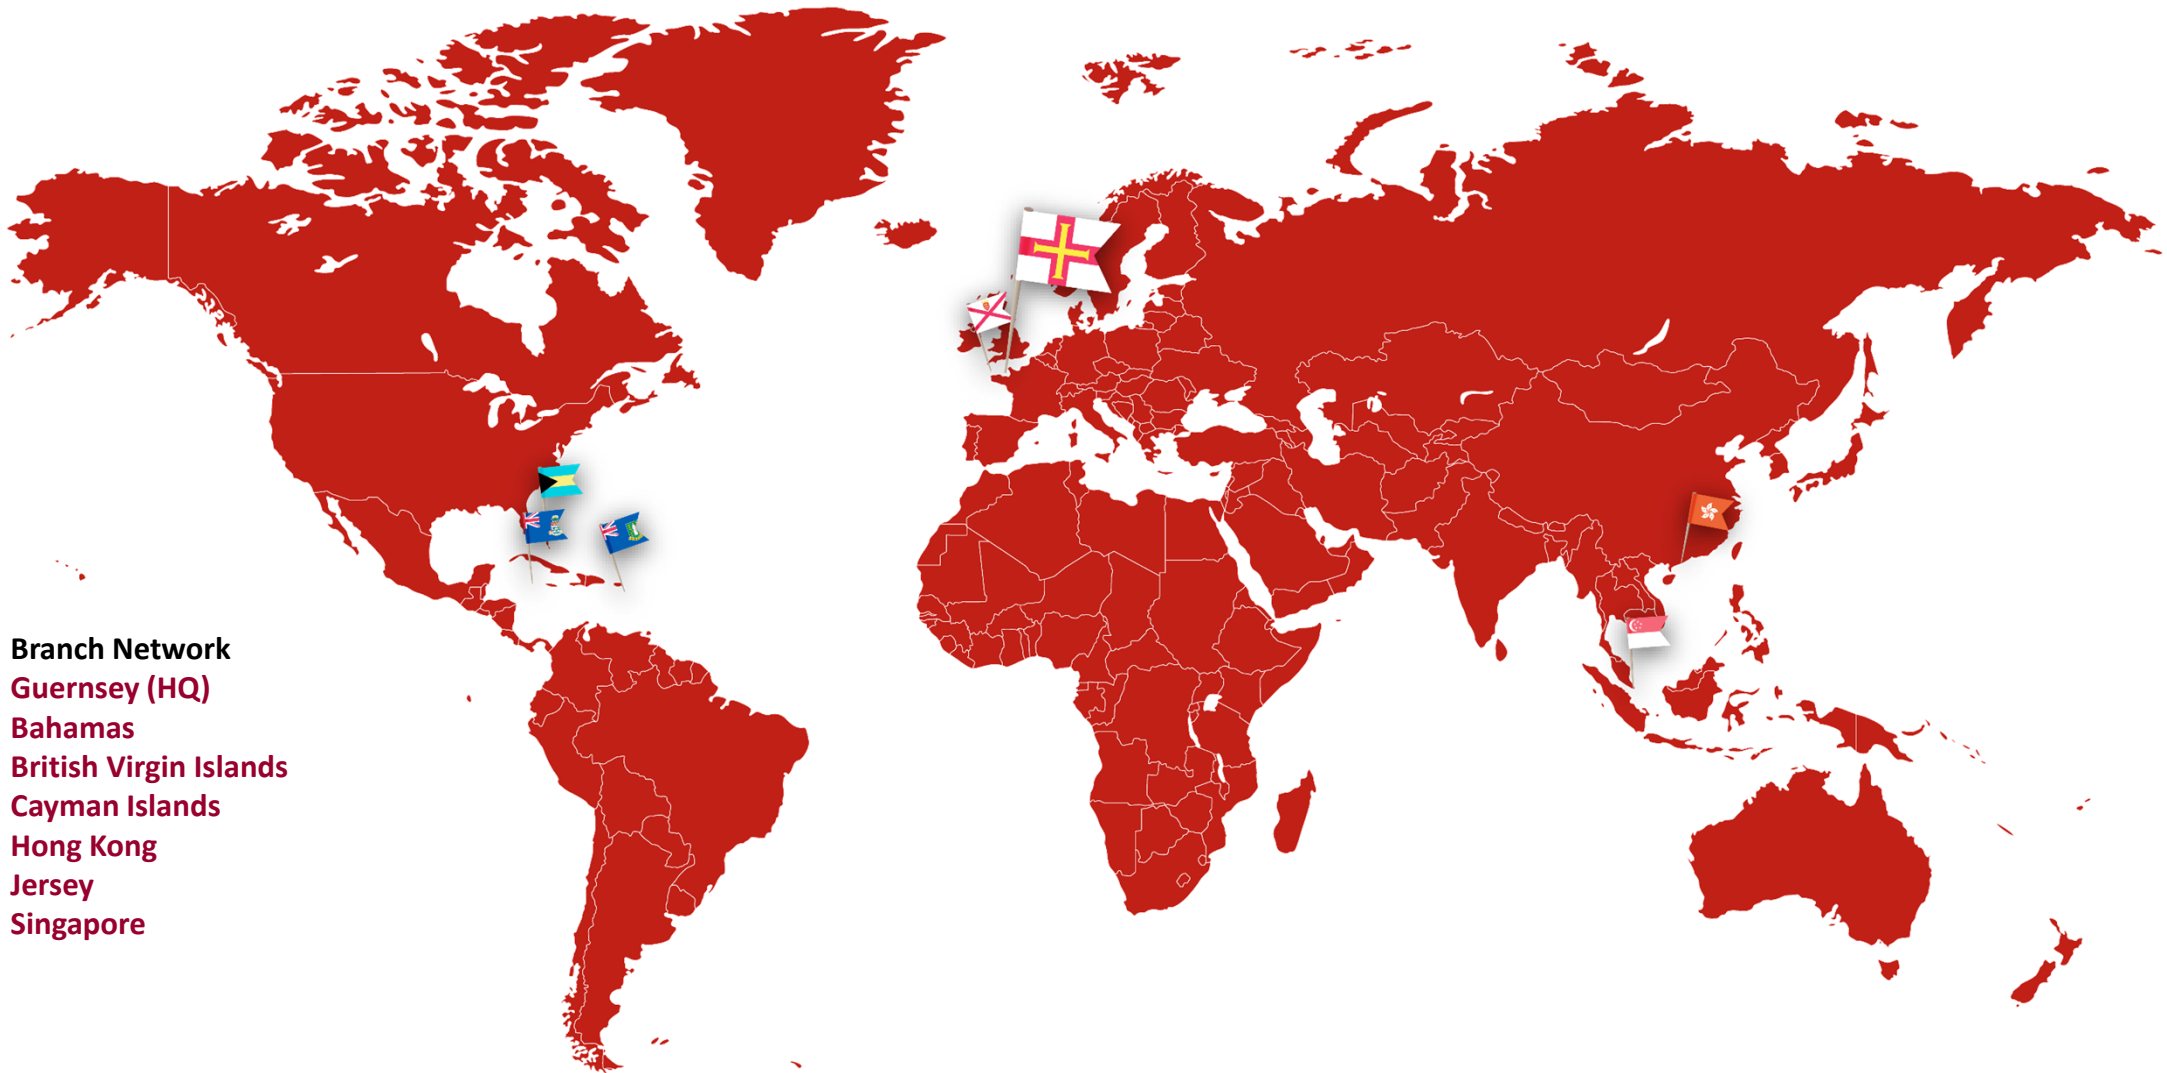 Branch Network
Guernsey (HQ)
Bahamas
British Virgin Islands
Cayman Islands
Hong Kong
Jersey
Singapore